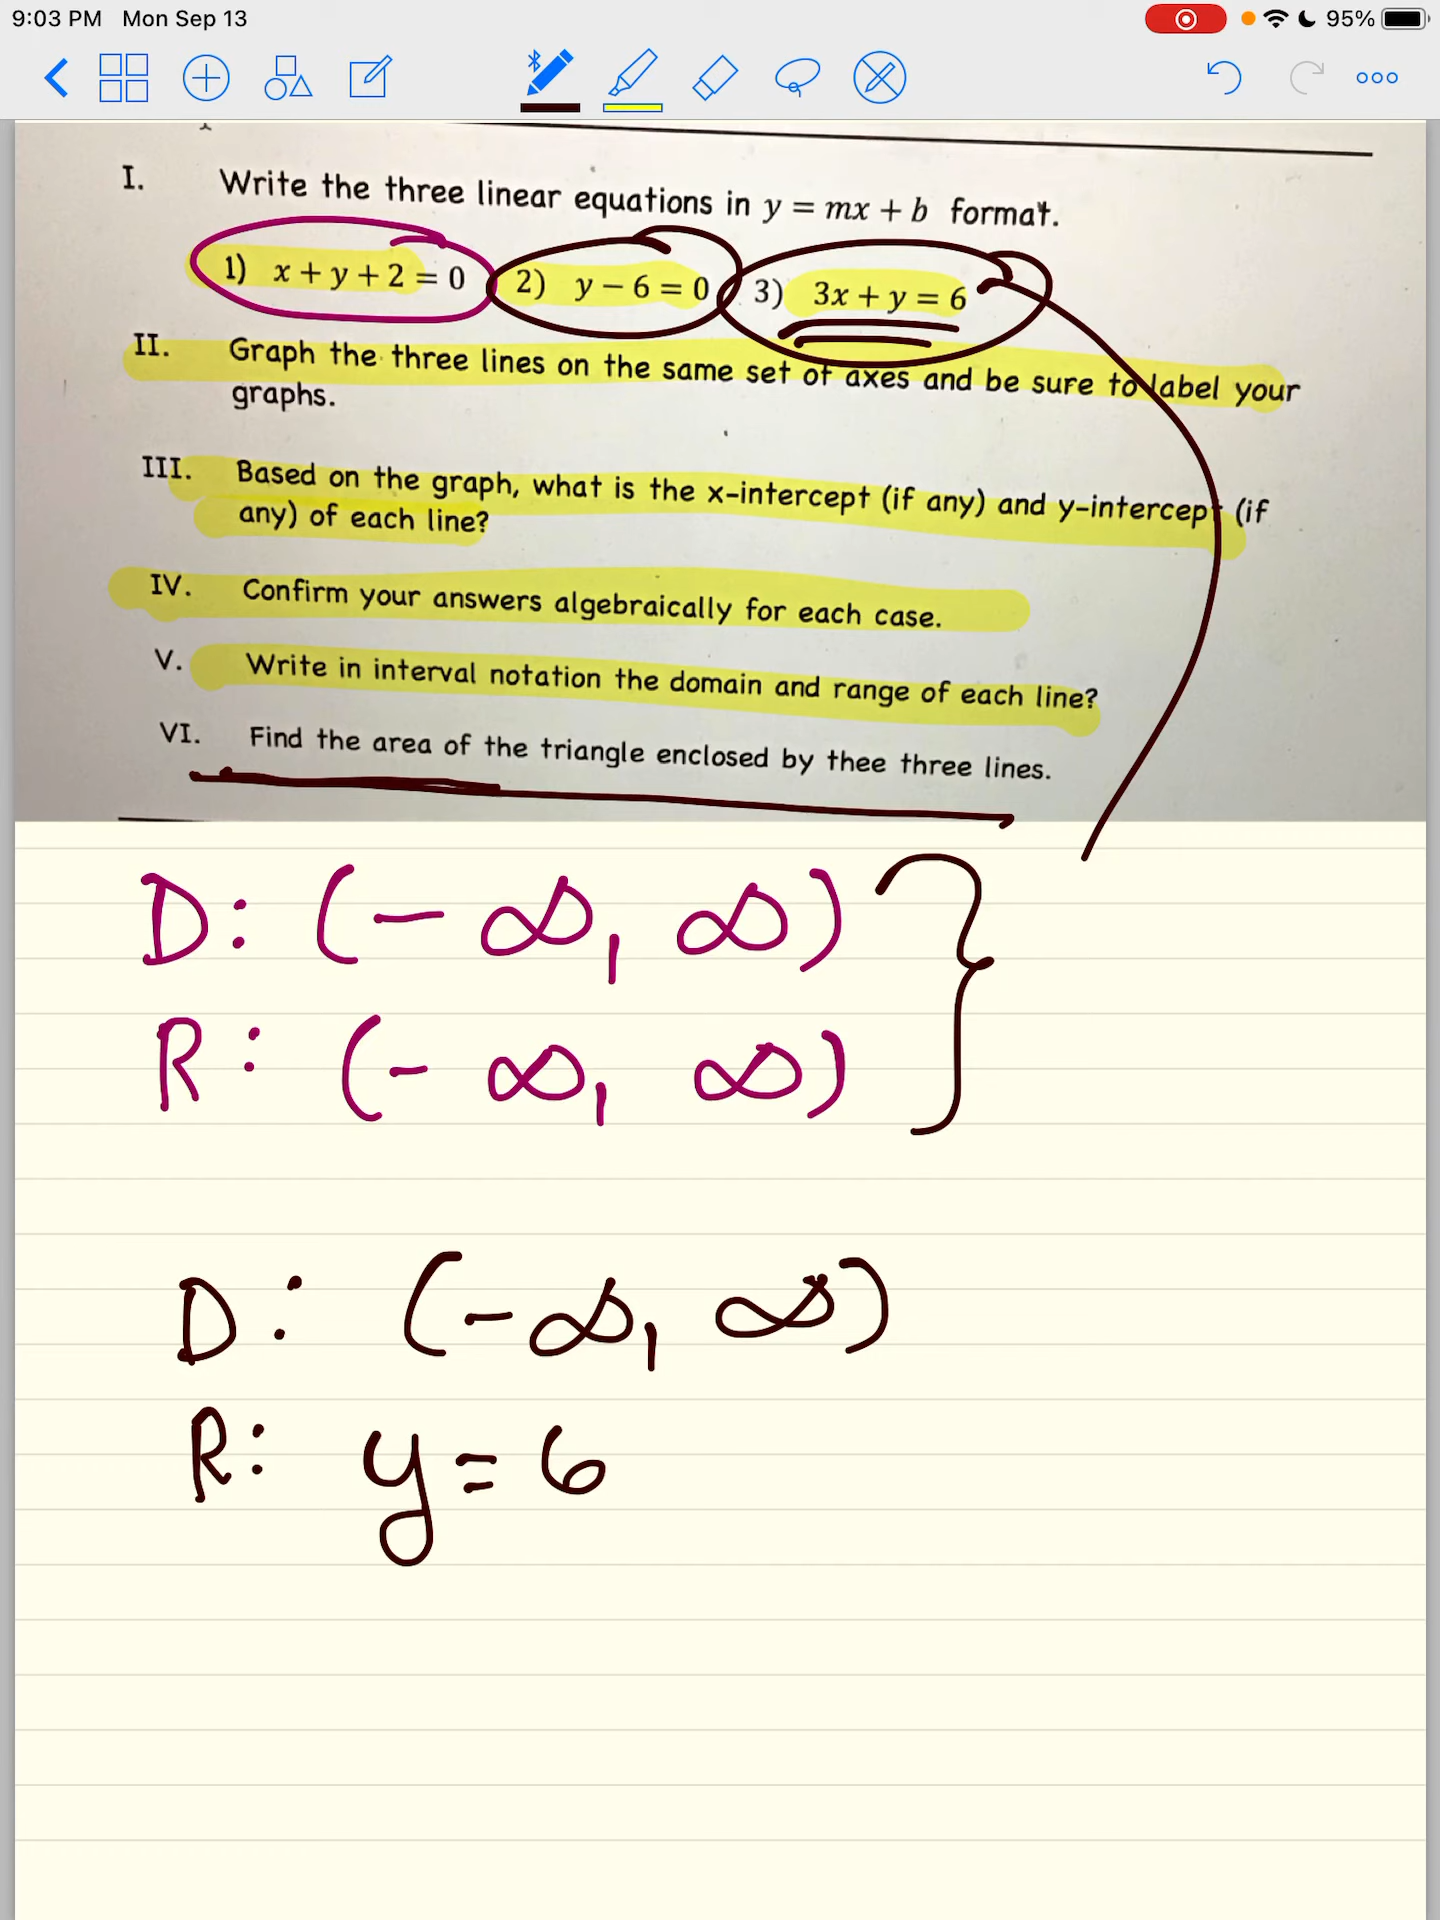 9:03 PM Mon Sep 13 95%
I. Write the three linear equations in y = mx + b format.
1) x + y + 2 = 0 2) y − 6 = 0 3) 3x + y = 6
II. Graph the three lines on the same set of axes and be sure to label your
graphs.
III. Based on the graph, what is the x-intercept (if any) and y-intercept (if
any) of each line?
IV. Confirm your answers algebraically for each case.
V. Write in interval notation the domain and range of each line?
VI. Find the area of the triangle enclosed by thee three lines.
D: (-∞, ∞)
R: (-∞, ∞)
D: (-∞, ∞)
R: y = 6